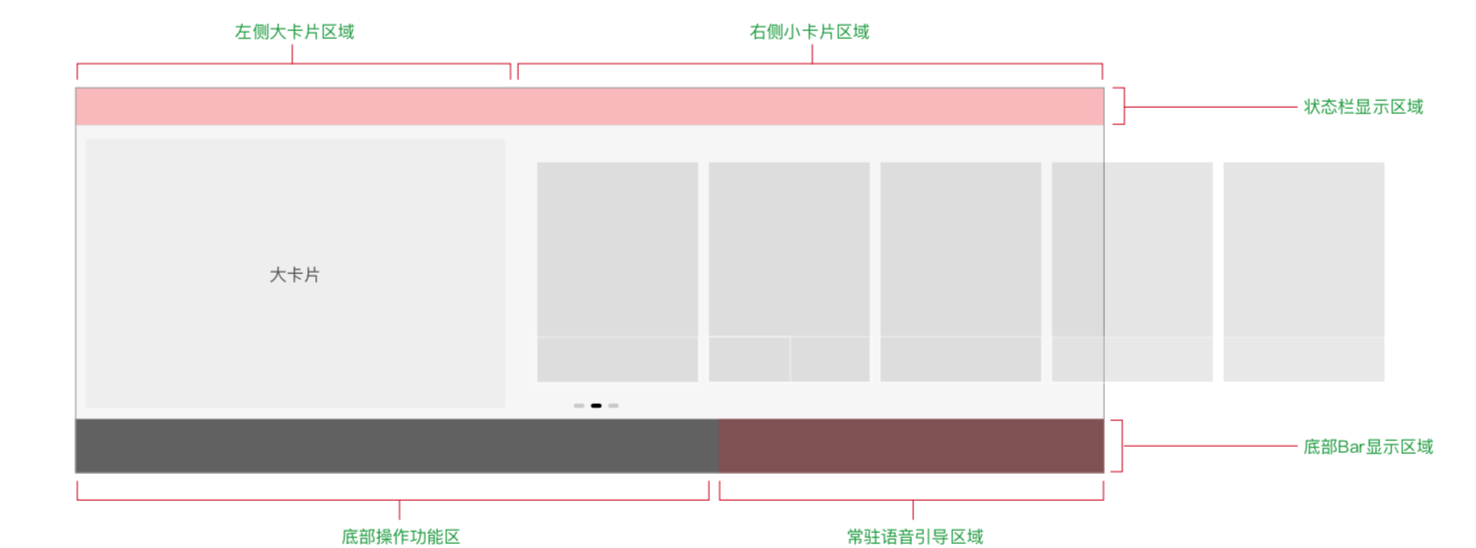 左侧大卡片区域
右侧小卡片区域
状态栏显示区域
大卡片
底部Bar显示区域
底部操作功能区
常驻语音引导区域